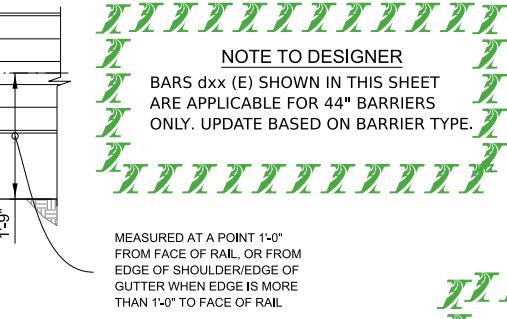 NOTE TO DESIGNER
BARS dxx (E) SHOWN IN THIS SHEET
ARE APPLICABLE FOR 44" BARRIERS
ONLY. UPDATE BASED ON BARRIER TYPE.
1'-9"
MEASURED AT A POINT 1'-0"
FROM FACE OF RAIL, OR FROM
EDGE OF SHOULDER/EDGE OF
GUTTER WHEN EDGE IS MORE
THAN 1'-0" TO FACE OF RAIL